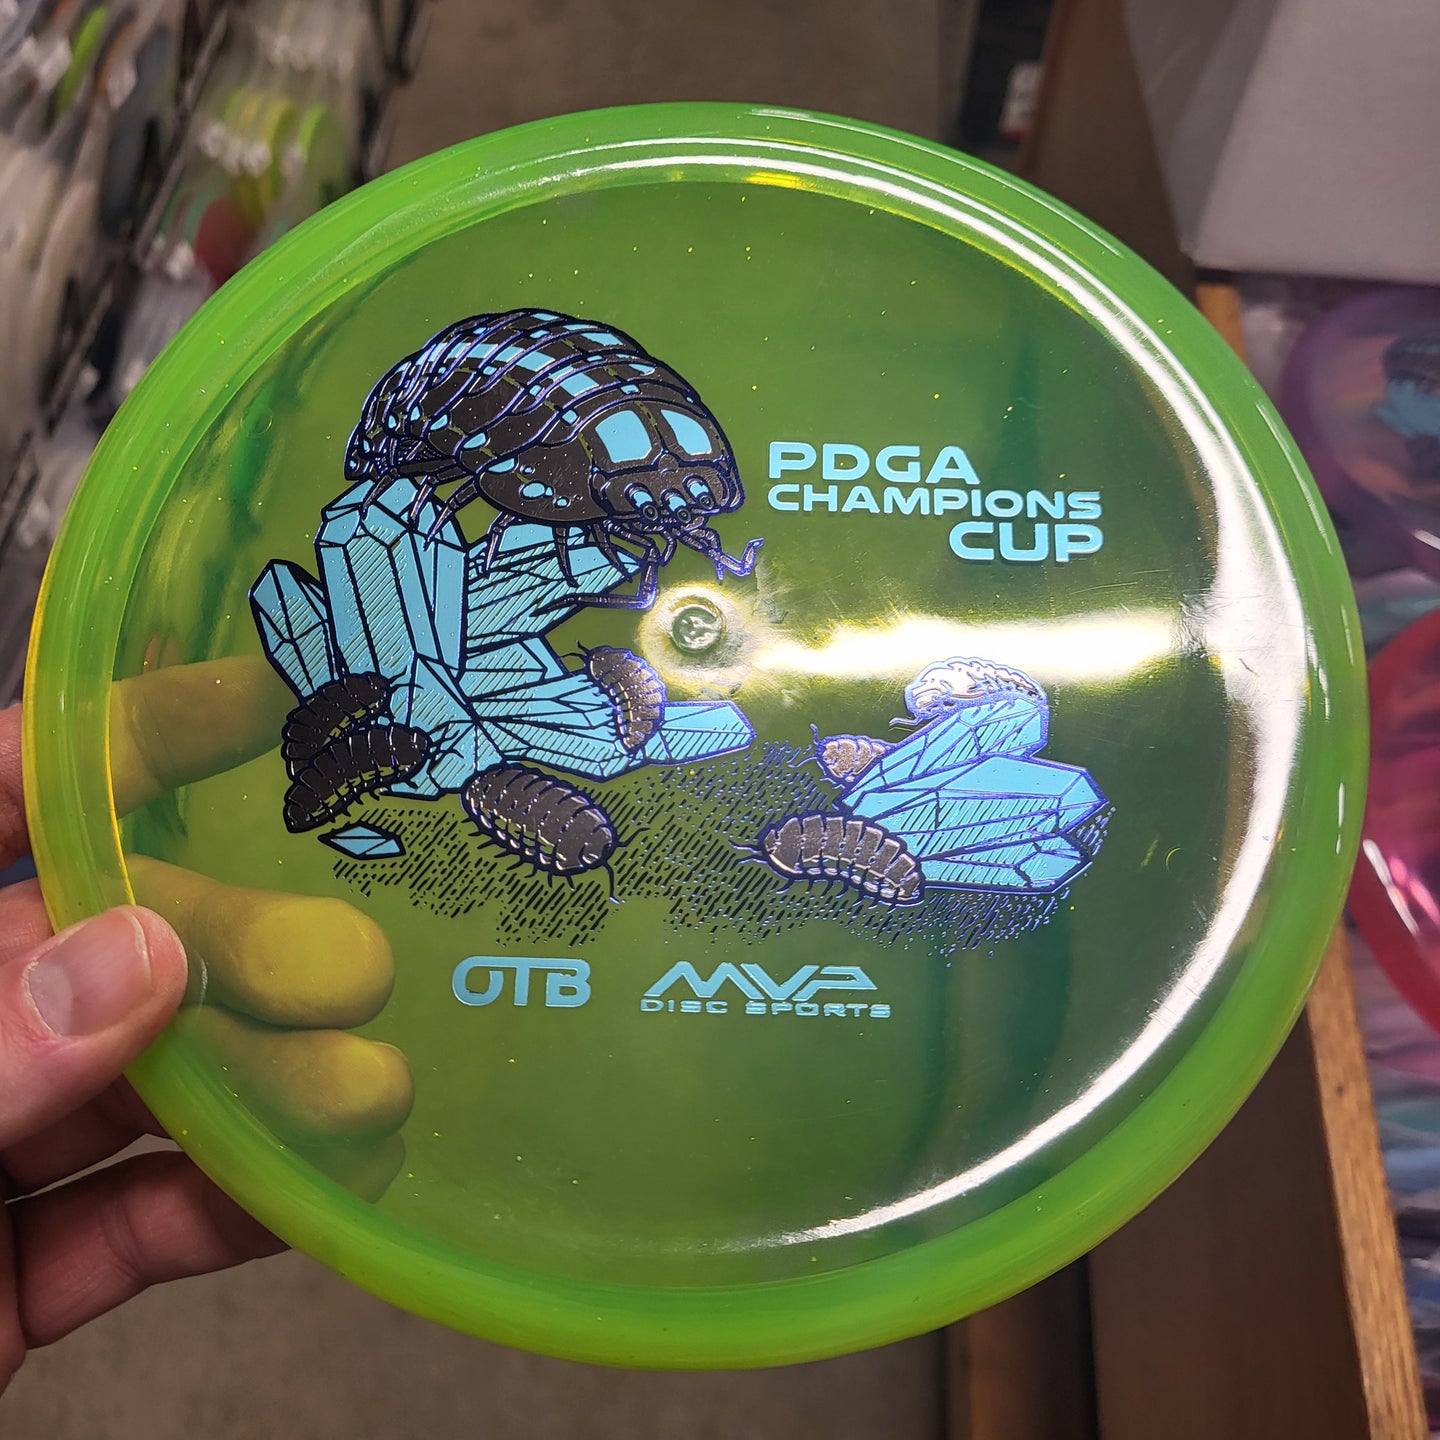 PDGA
CHAMPIONS
CUP
OTB
MVP
DISC SPORTS